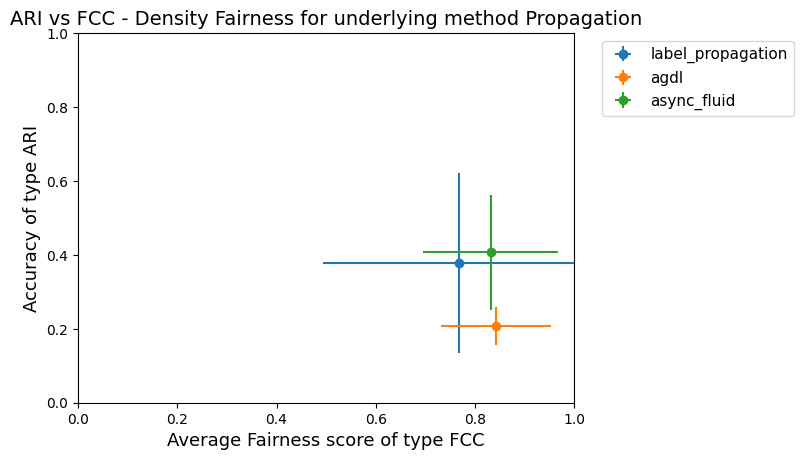 ARI vs FCC - Density Fairness for underlying method Propagation
label_propagation
agdl
async_fluid
Accuracy of type ARI
1.0
0.8
0.6
0.4
0.2
0.0
0.0 0.2 0.4 0.6 0.8 1.0
Average Fairness score of type FCC